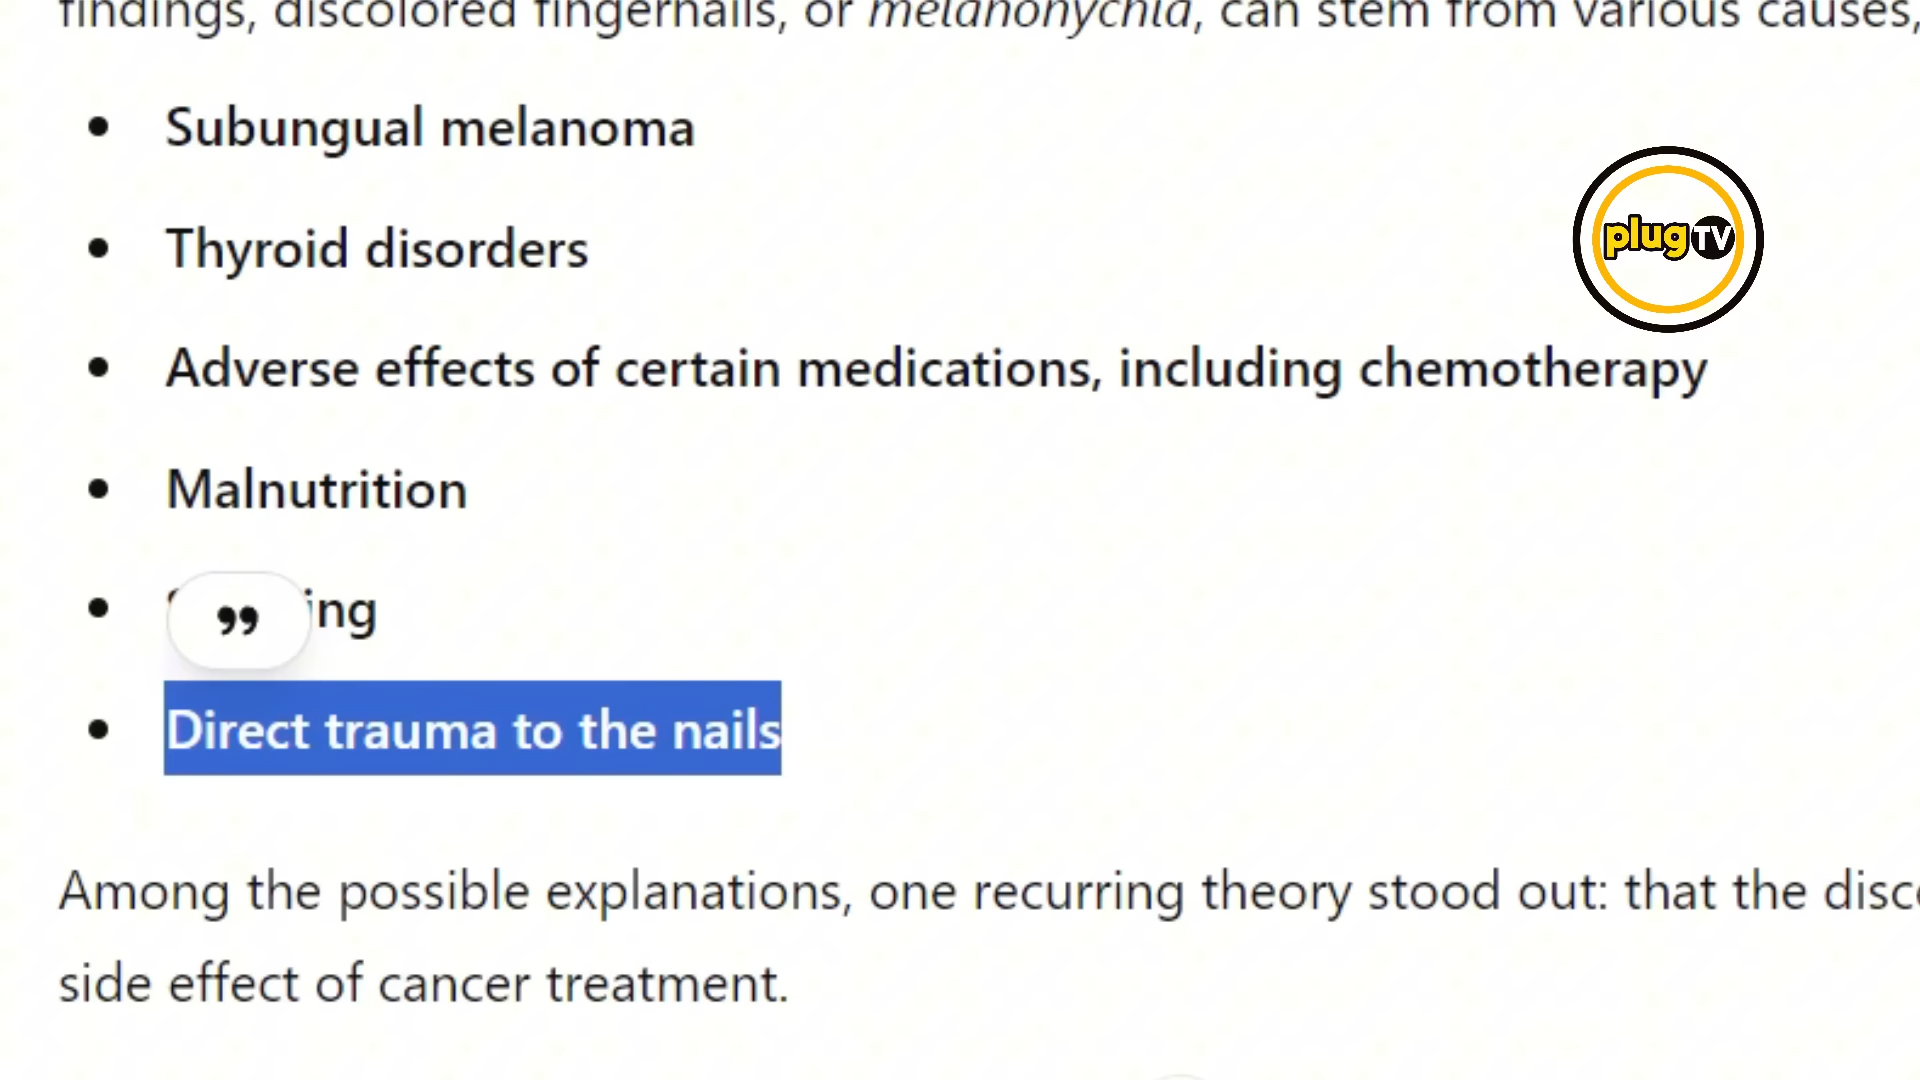 findings, discolored fingernails, or melanonychia, can stem from various causes,
Subungual melanoma
plug TV
Thyroid disorders
Adverse effects of certain medications, including chemotherapy
Malnutrition
Direct trauma to the nails
Among the possible explanations, one recurring theory stood out: that the
side effect of cancer treatment.